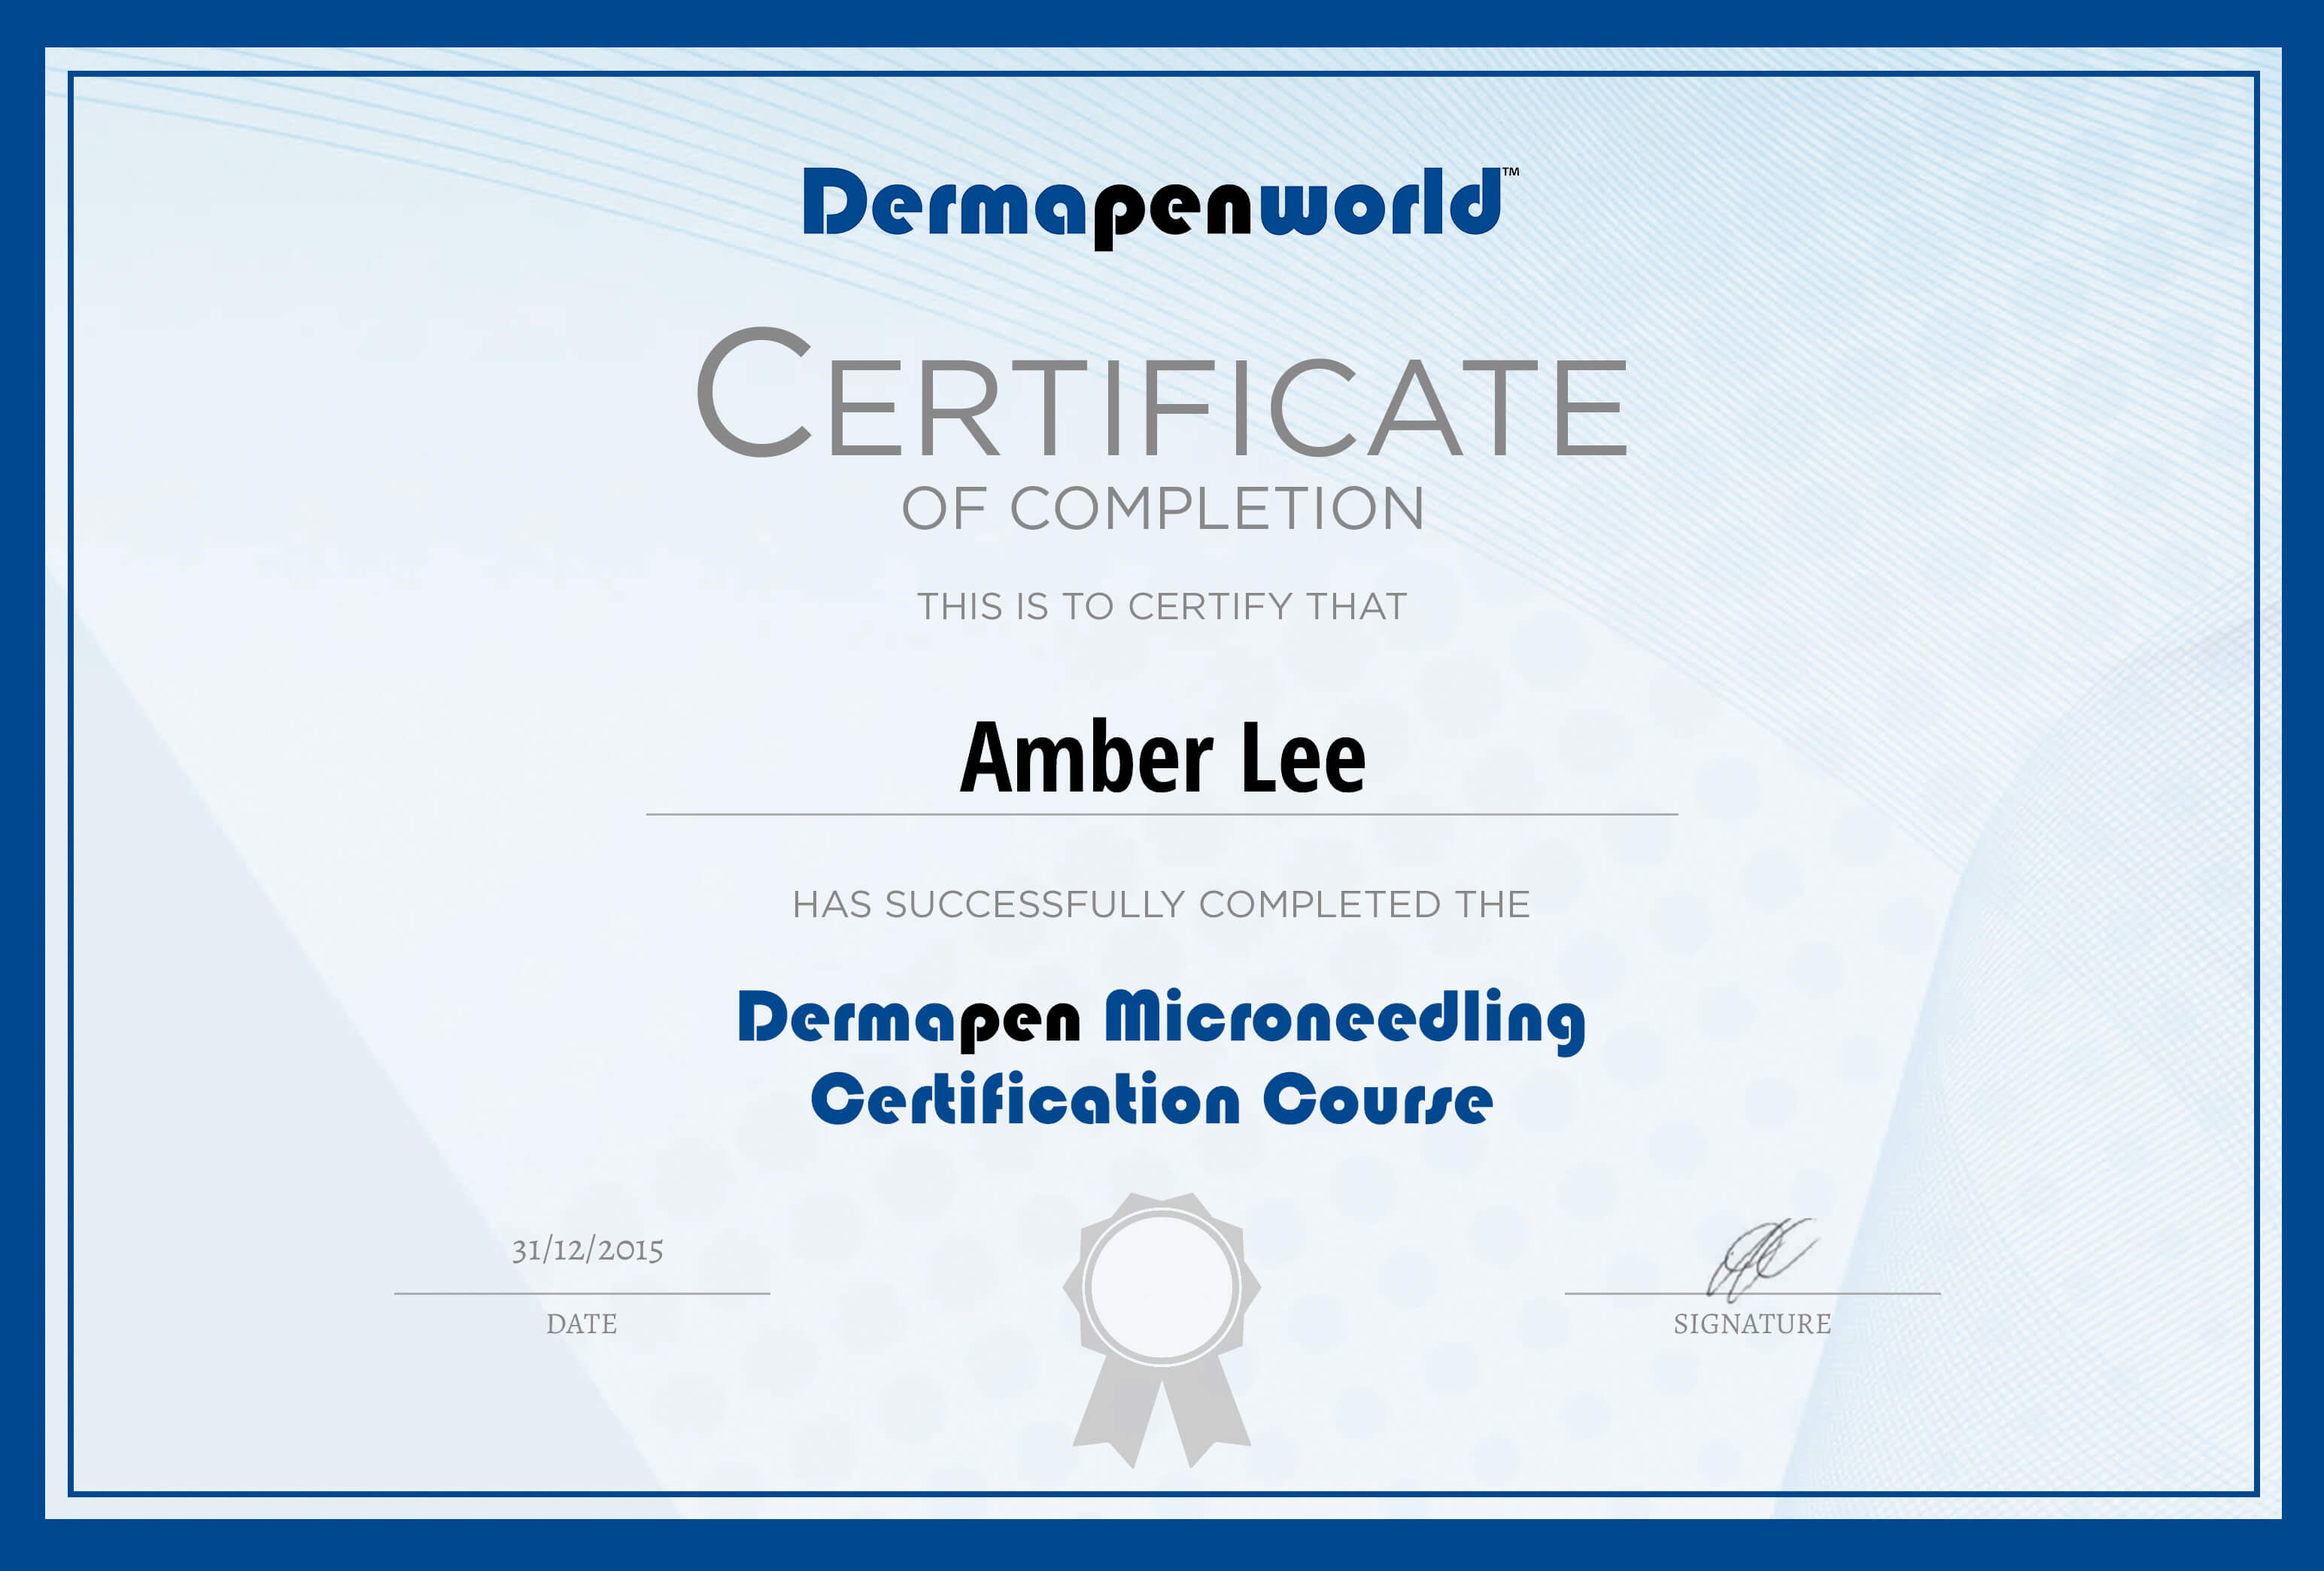 Dermapenworld™
CERTIFICATE
OF COMPLETION
THIS IS TO CERTIFY THAT
Amber Lee
HAS SUCCESSFULLY COMPLETED THE
Dermapen Microneedling
Certification Course
31/12/2015
DATE
SIGNATURE